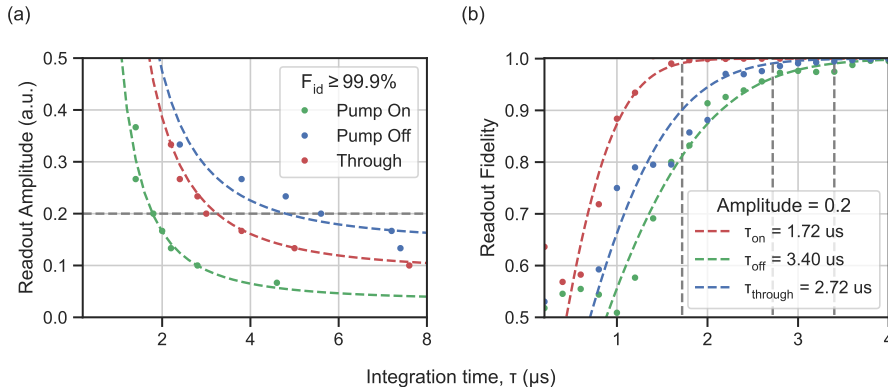 (a)
(b)
Readout Amplitude (a.u.)
0.5
0.4
0.3
0.2
0.1
0.0
2
4
6
8
F_id ≥ 99.9%
Pump On
Pump Off
Through
Readout Fidelity
1.0
0.9
0.8
0.7
0.6
0.5
1
2
3
4
Amplitude = 0.2
τ_on = 1.72 us
τ_off = 3.40 us
τ_through = 2.72 us
Integration time, τ (μs)